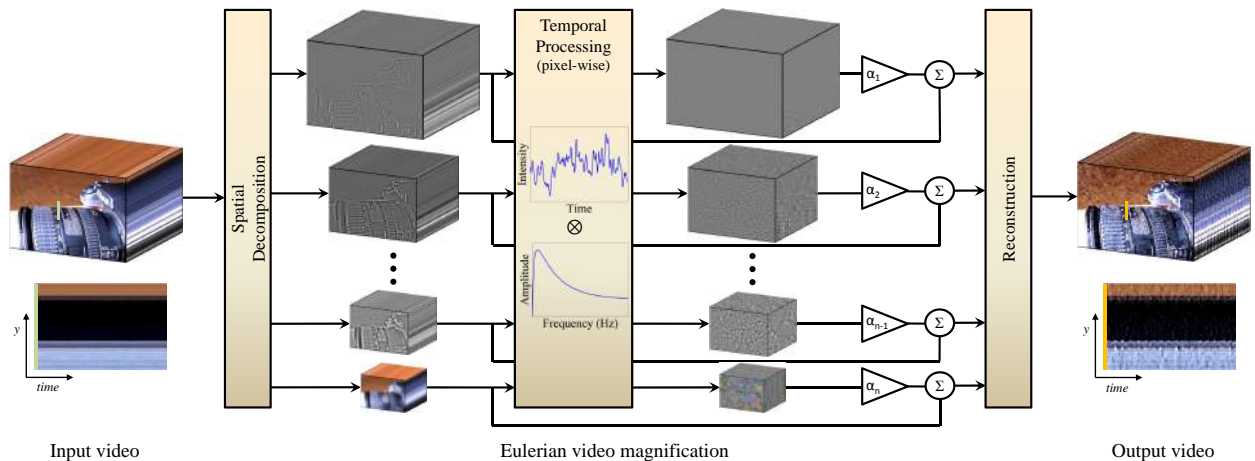 Temporal
Processing
(pixel-wise)
Spatial
Decomposition
Intensity
Time
⊗
Amplitude
Frequency (Hz)
α1
Σ
α2
Σ
αn-1
Σ
αn
Σ
Reconstruction
y
time
y
time
Input video
Eulerian video magnification
Output video